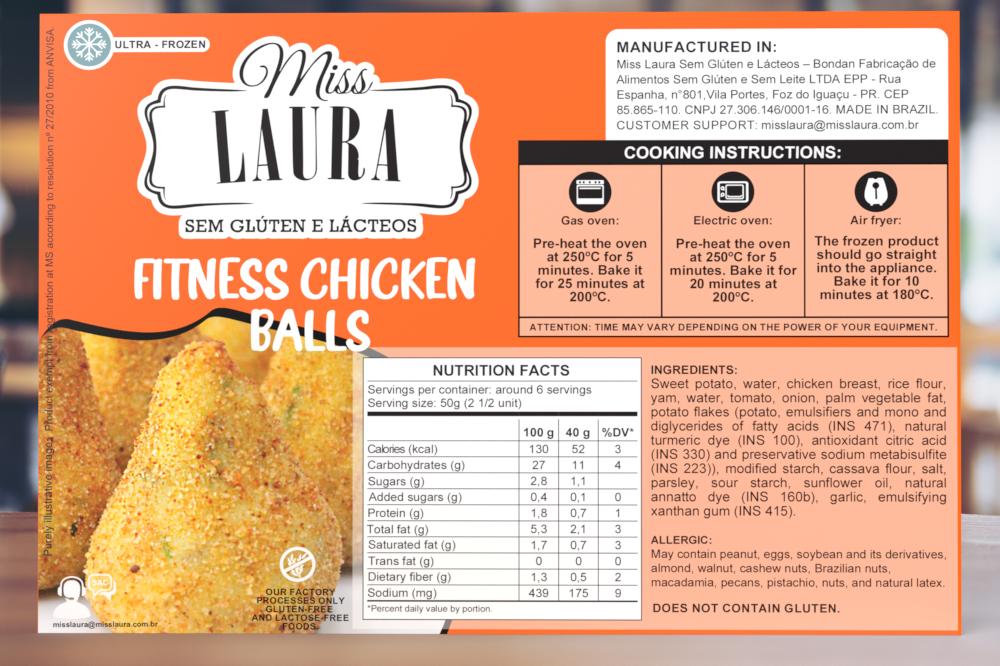 ULTRA - FROZEN
Miss
LAURA
SEM GLÚTEN E LÁCTEOS
FITNESS CHICKEN
BALLS
*Purely illustrative images. Product exempt from registration at MS according to resolution nº 27/2010 from ANVISA.
MANUFACTURED IN:
Miss Laura Sem Glúten e Lácteos – Bondan Fabricação de
Alimentos Sem Glúten e Sem Leite LTDA EPP - Rua
Espanha, n°801,Vila Portes, Foz do Iguaçu - PR. CEP
85.865-110. CNPJ 27.306.146/0001-16. MADE IN BRAZIL.
CUSTOMER SUPPORT: misslaura@misslaura.com.br
COOKING INSTRUCTIONS:
Gas oven:
Pre-heat the oven
at 250ºC for 5
minutes. Bake it
for 25 minutes at
200ºC.
Electric oven:
Pre-heat the oven
at 250ºC for 5
minutes. Bake it for
20 minutes at
200ºC.
Air fryer:
The frozen product
should go straight
into the appliance.
Bake it for 10
minutes at 180ºC.
ATTENTION: TIME MAY VARY DEPENDING ON THE POWER OF YOUR EQUIPMENT.
NUTRITION FACTS
Servings per container: around 6 servings
Serving size: 50g (2 1/2 unit)
100 g 40 g %DV*
Calories (kcal) 130 52 3
Carbohydrates (g) 27 11 4
Sugars (g) 2,8 1,1
Added sugars (g) 0,4 0,1 0
Protein (g) 1,8 0,7 1
Total fat (g) 5,3 2,1 3
Saturated fat (g) 1,7 0,7 3
Trans fat (g) 0 0 0
Dietary fiber (g) 1,3 0,5 2
Sodium (mg) 439 175 9
*Percent daily value by portion.
INGREDIENTS:
Sweet potato, water, chicken breast, rice flour,
yam, water, tomato, onion, palm vegetable fat,
potato flakes (potato, emulsifiers and mono and
diglycerides of fatty acids (INS 471), natural
turmeric dye (INS 100), antioxidant citric acid
(INS 330) and preservative sodium metabisulfite
(INS 223)), modified starch, cassava flour, salt,
parsley, sour starch, sunflower oil, natural
annatto dye (INS 160b), garlic, emulsifying
xanthan gum (INS 415).
ALLERGIC:
May contain peanut, eggs, soybean and its derivatives,
almond, walnut, cashew nuts, Brazilian nuts,
macadamia, pecans, pistachio, nuts, and natural latex.
DOES NOT CONTAIN GLUTEN.
SAC
misslaura@misslaura.com.br
OUR FACTORY
PROCESSES ONLY
GLUTEN-FREE
AND LACTOSE-FREE
FOODS.